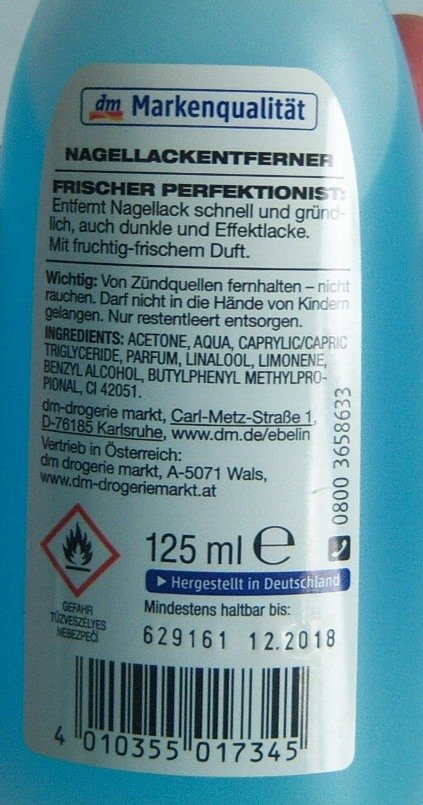 dm Markenqualität
NAGELLACKENTFERNER
FRISCHER PERFEKTIONIST:
Entfernt Nagellack schnell und gründ-
lich, auch dunkle und Effektlacke.
Mit fruchtig-frischem Duft.
Wichtig: Von Zündquellen fernhalten – nicht
rauchen. Darf nicht in die Hände von Kindern
gelangen. Nur restentleert entsorgen.
INGREDIENTS: ACETONE, AQUA, CAPRYLIC/CAPRIC
TRIGLYCERIDE, PARFUM, LINALOOL, LIMONENE,
BENZYL ALCOHOL, BUTYLPHENYL METHYLPRO-
PIONAL, CI 42051.
dm-drogerie markt, Carl-Metz-Straße 1,
D-76185 Karlsruhe, www.dm.de/ebelin
Vertrieb in Österreich:
dm drogerie markt, A-5071 Wals,
www.dm-drogeriemarkt.at
0800 3658633
125 ml ℮
Hergestellt in Deutschland
GEFAHR
TŰZVESZÉLYES
NEBEZPEČÍ
Mindestens haltbar bis:
629161 12.2018
4 010355 017345